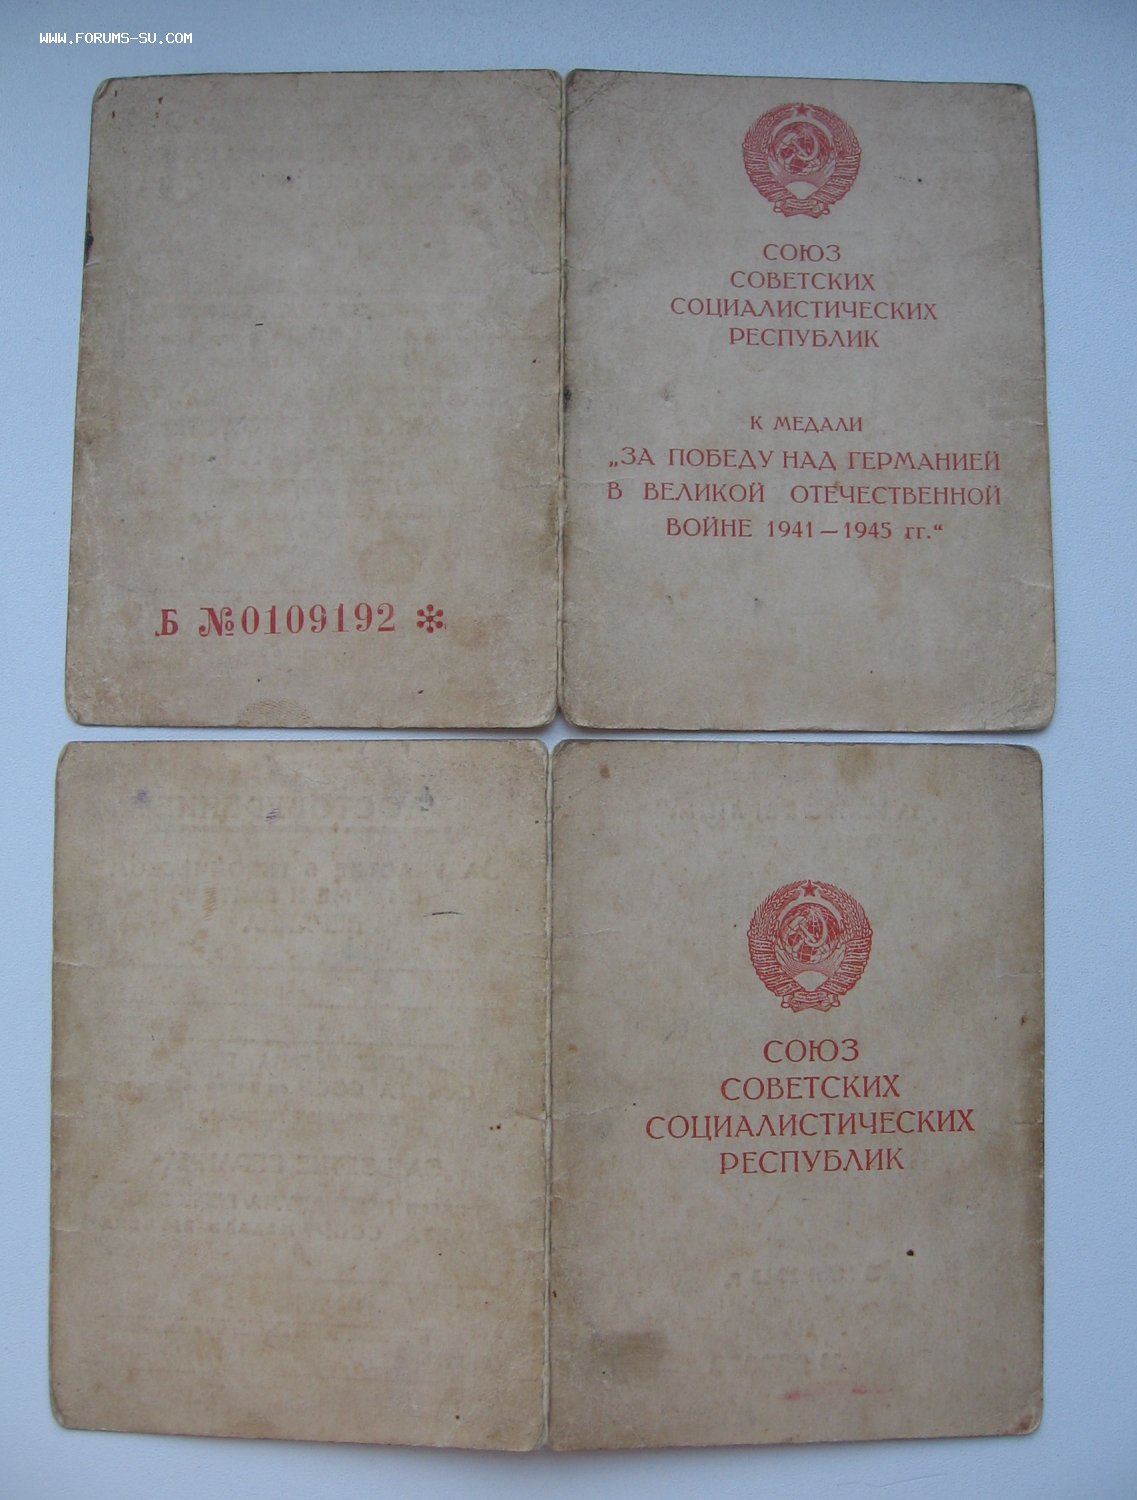 WWW.FORUMS-SU.COM
СОЮЗ
СОВЕТСКИХ
СОЦИАЛИСТИЧЕСКИХ
РЕСПУБЛИК
К МЕДАЛИ
„ЗА ПОБЕДУ НАД ГЕРМАНИЕЙ
В ВЕЛИКОЙ ОТЕЧЕСТВЕННОЙ
ВОЙНЕ 1941 — 1945 гг.“
Б №0109192 *
СОЮЗ
СОВЕТСКИХ
СОЦИАЛИСТИЧЕСКИХ
РЕСПУБЛИК